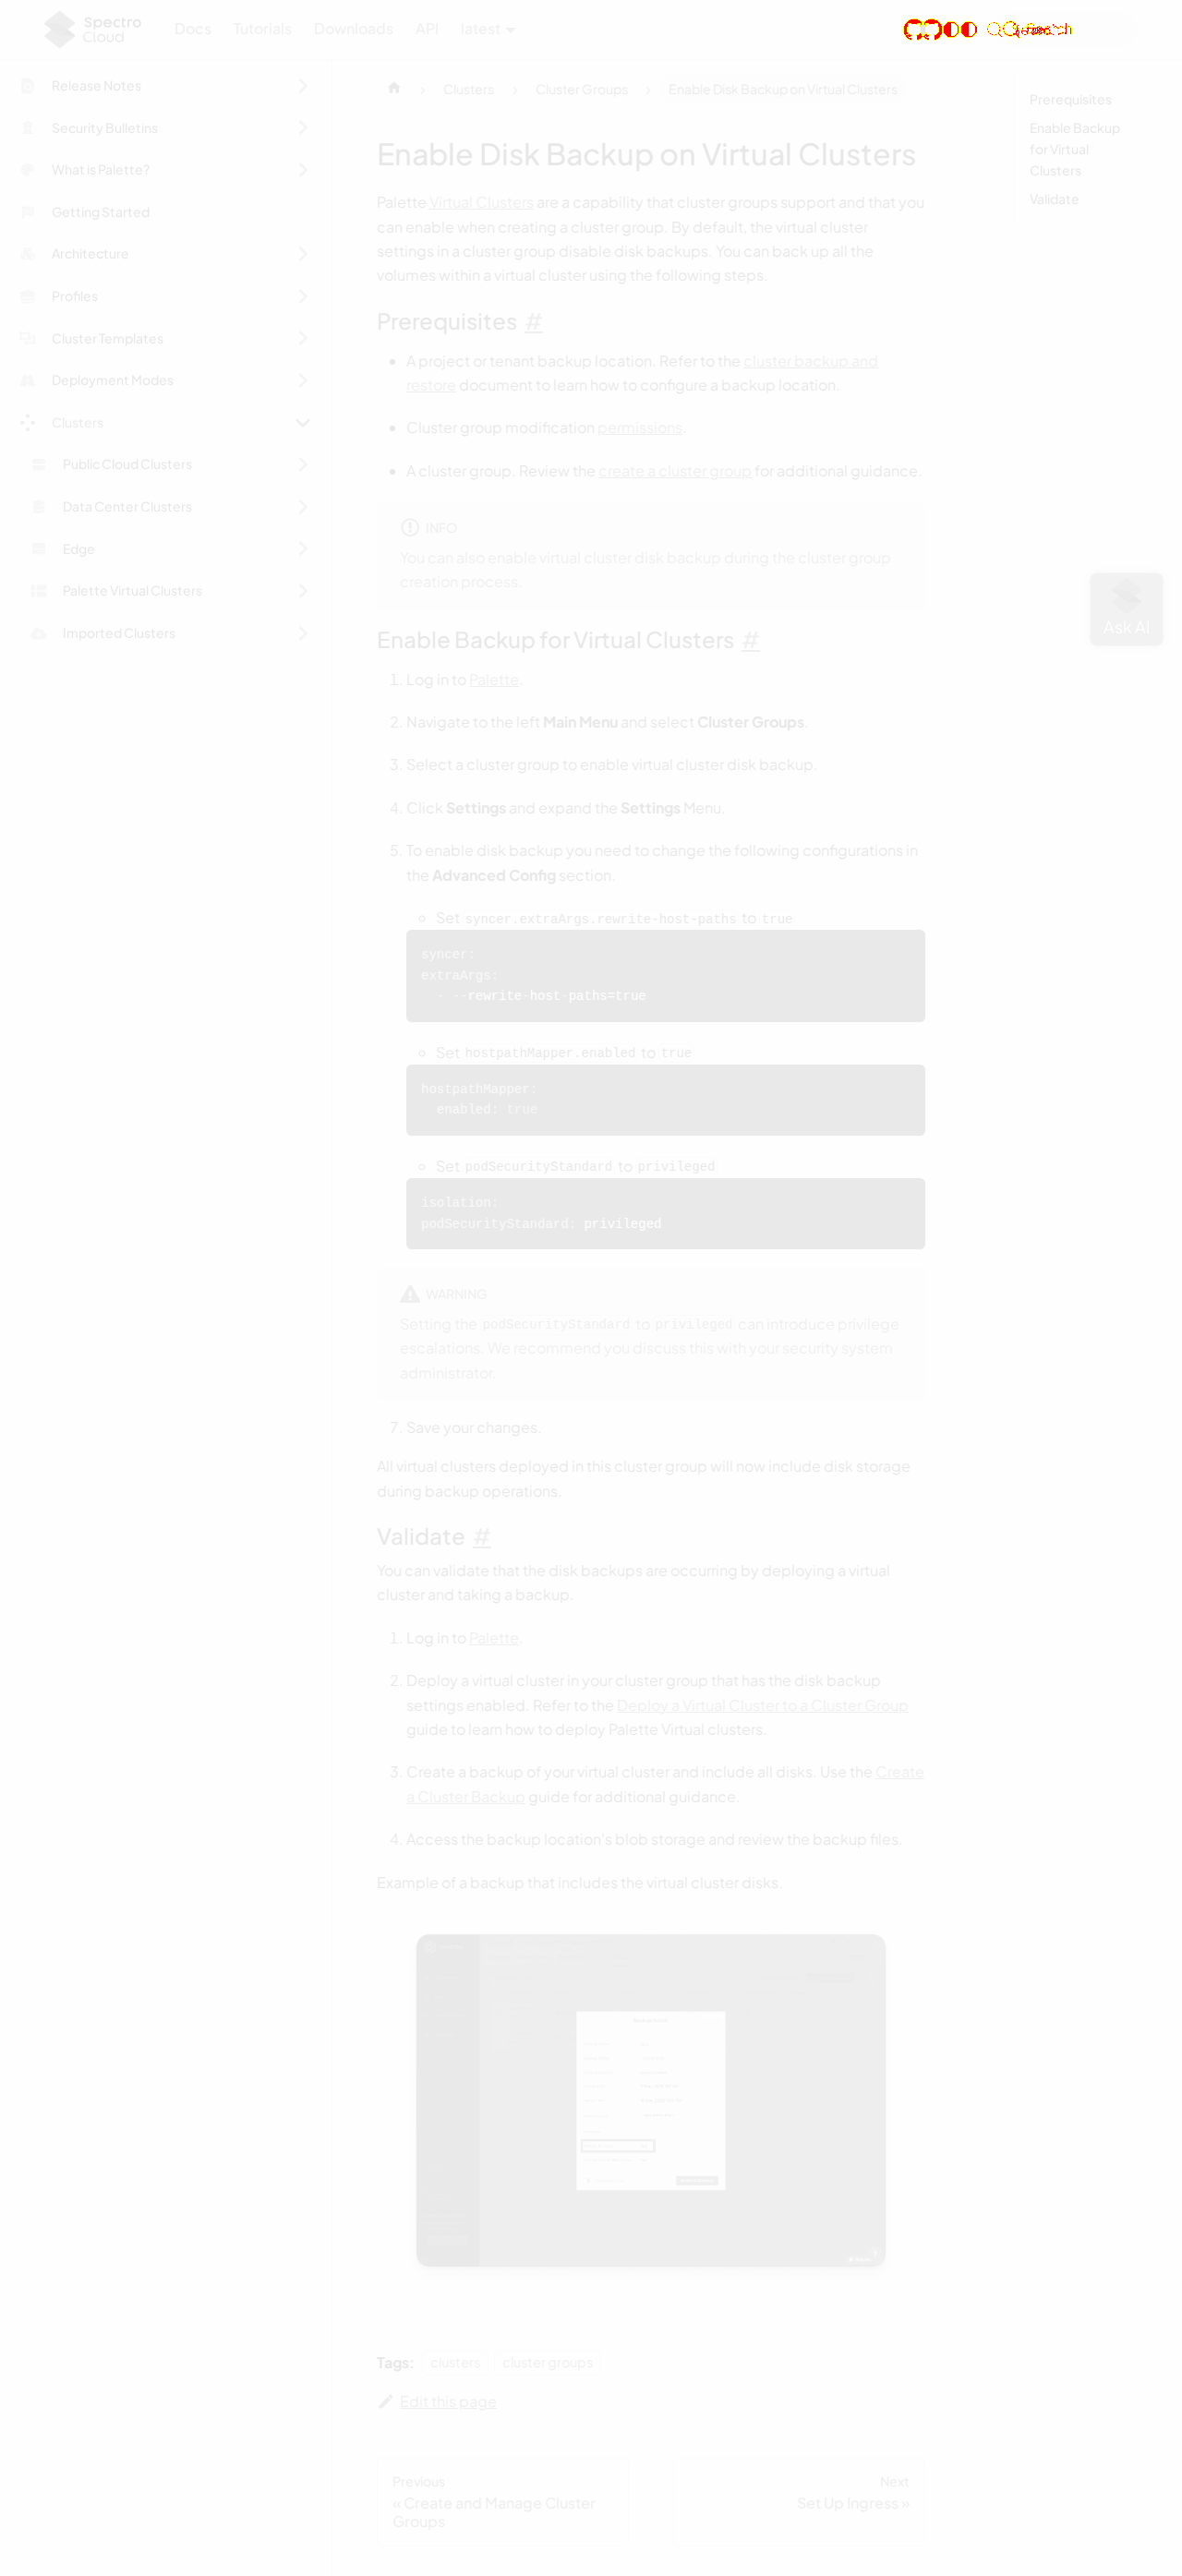 Spectro
Cloud
Docs Tutorials Downloads API latest
Release Notes
Security Bulletins
What is Palette?
Getting Started
Architecture
Profiles
Cluster Templates
Deployment Modes
Clusters
Public Cloud Clusters
Data Center Clusters
Edge
Palette Virtual Clusters
Imported Clusters
Clusters > Cluster Groups > Enable Disk Backup on Virtual Clusters
Enable Disk Backup on Virtual Clusters
Palette Virtual Clusters are a capability that cluster groups support and that you
can enable when creating a cluster group. By default, the virtual cluster
settings in a cluster group disable disk backups. You can back up all the
volumes within a virtual cluster using the following steps.
Prerequisites #
• A project or tenant backup location. Refer to the cluster backup and
restore document to learn how to configure a backup location.
• Cluster group modification permissions.
• A cluster group. Review the create a cluster group for additional guidance.
INFO
You can also enable virtual cluster disk backup during the cluster group
creation process.
Enable Backup for Virtual Clusters #
1. Log in to Palette.
2. Navigate to the left Main Menu and select Cluster Groups.
3. Select a cluster group to enable virtual cluster disk backup.
4. Click Settings and expand the Settings Menu.
5. To enable disk backup you need to change the following configurations in
the Advanced Config section.
◦ Set syncer.extraArgs.rewrite-host-paths to true
syncer:
extraArgs:
- --rewrite-host-paths=true
◦ Set hostpathMapper.enabled to true
hostpathMapper:
enabled: true
◦ Set podSecurityStandard to privileged
isolation:
podSecurityStandard: privileged
WARNING
Setting the podSecurityStandard to privileged can introduce privilege
escalations. We recommend you discuss this with your security system
administrator.
7. Save your changes.
All virtual clusters deployed in this cluster group will now include disk storage
during backup operations.
Validate #
You can validate that the disk backups are occurring by deploying a virtual
cluster and taking a backup.
1. Log in to Palette.
2. Deploy a virtual cluster in your cluster group that has the disk backup
settings enabled. Refer to the Deploy a Virtual Cluster to a Cluster Group
guide to learn how to deploy Palette Virtual clusters.
3. Create a backup of your virtual cluster and include all disks. Use the Create
a Cluster Backup guide for additional guidance.
4. Access the backup location's blob storage and review the backup files.
Example of a backup that includes the virtual cluster disks.
Tags: clusters cluster groups
Edit this page
Previous
« Create and Manage Cluster
Groups
Next
Set Up Ingress »
Prerequisites
Enable Backup
for Virtual
Clusters
Validate
Ask AI